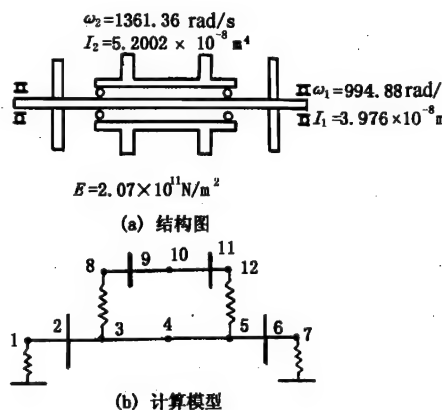 ω₂=1361.36 rad/s
I₂=5.2002 × 10⁻⁸ m⁴
ω₁=994.88 rad/
I₁=3.976 ×10⁻⁸ m
E=2.07×10¹¹N/m²
(a) 结构图
8 9 10 11 12
1 2 3 4 5 6 7
(b) 计算模型